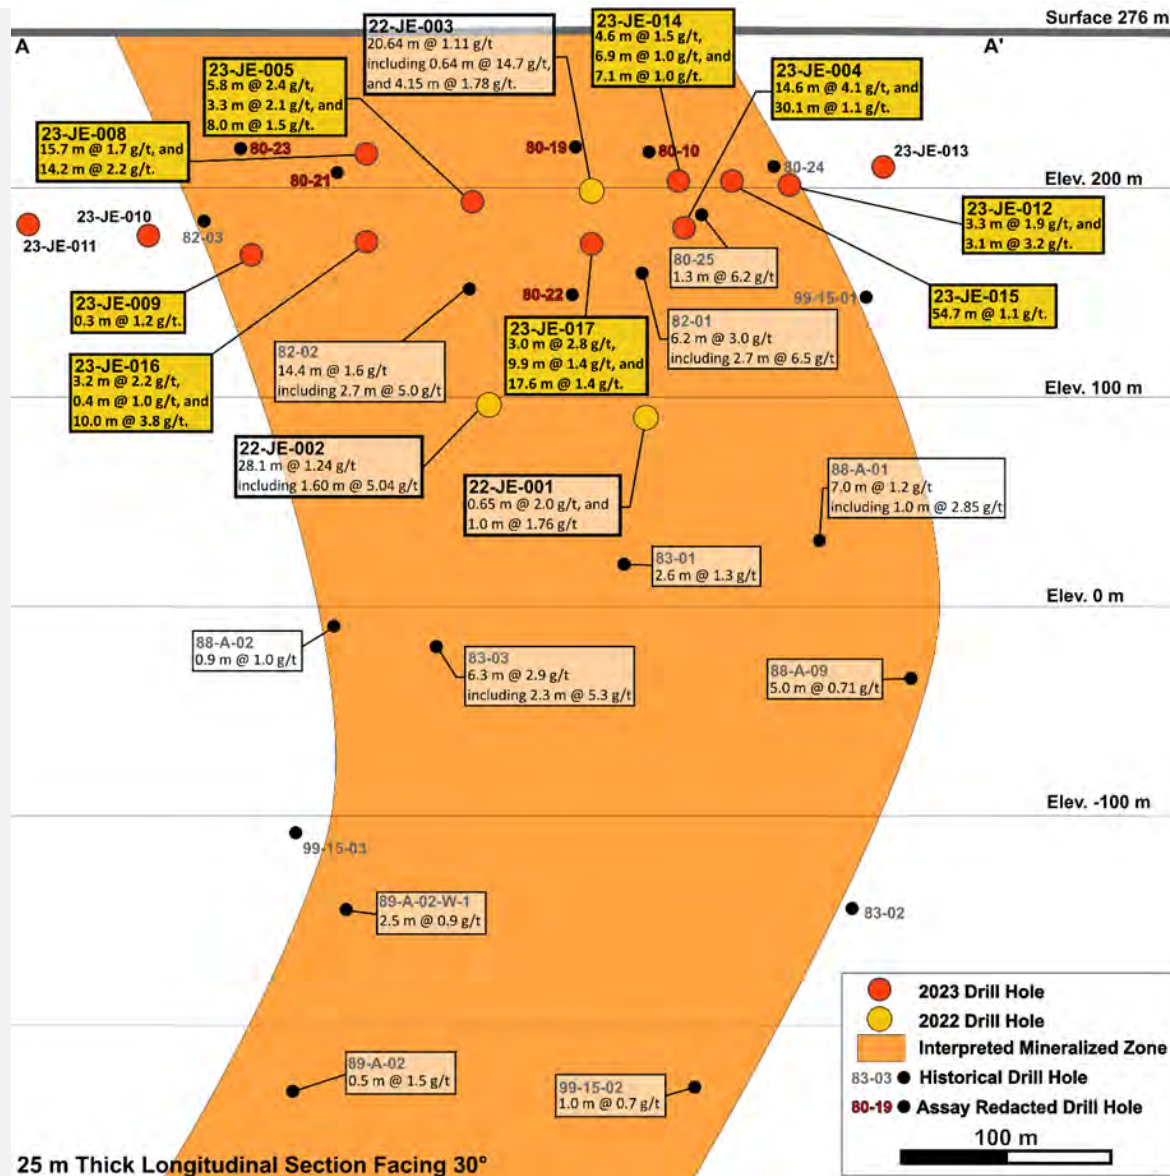 Surface 276 m
A
A'
22-JE-003
20.64 m @ 1.11 g/t
including 0.64 m @ 14.7 g/t,
and 4.15 m @ 1.78 g/t.
23-JE-014
4.6 m @ 1.5 g/t,
6.9 m @ 1.0 g/t, and
7.1 m @ 1.0 g/t.
23-JE-005
5.8 m @ 2.4 g/t,
3.3 m @ 2.1 g/t, and
8.0 m @ 1.5 g/t.
23-JE-004
14.6 m @ 4.1 g/t, and
30.1 m @ 1.1 g/t.
23-JE-008
15.7 m @ 1.7 g/t, and
14.2 m @ 2.2 g/t.
80-23
80-21
80-19
80-10
80-24
23-JE-013
Elev. 200 m
23-JE-010
23-JE-011
82-03
23-JE-012
3.3 m @ 1.9 g/t, and
3.1 m @ 3.2 g/t.
80-25
1.3 m @ 6.2 g/t
23-JE-009
0.3 m @ 1.2 g/t.
80-22
99-15-01
23-JE-015
54.7 m @ 1.1 g/t.
82-01
6.2 m @ 3.0 g/t
including 2.7 m @ 6.5 g/t
23-JE-017
3.0 m @ 2.8 g/t,
9.9 m @ 1.4 g/t, and
17.6 m @ 1.4 g/t.
82-02
14.4 m @ 1.6 g/t
including 2.7 m @ 5.0 g/t
23-JE-016
3.2 m @ 2.2 g/t,
0.4 m @ 1.0 g/t, and
10.0 m @ 3.8 g/t.
Elev. 100 m
22-JE-002
28.1 m @ 1.24 g/t
including 1.60 m @ 5.04 g/t
22-JE-001
0.65 m @ 2.0 g/t, and
1.0 m @ 1.76 g/t
88-A-01
7.0 m @ 1.2 g/t
including 1.0 m @ 2.85 g/t
83-01
2.6 m @ 1.3 g/t
Elev. 0 m
88-A-02
0.9 m @ 1.0 g/t
83-03
6.3 m @ 2.9 g/t
including 2.3 m @ 5.3 g/t
88-A-09
5.0 m @ 0.71 g/t
Elev. -100 m
99-15-03
89-A-02-W-1
2.5 m @ 0.9 g/t
83-02
89-A-02
0.5 m @ 1.5 g/t
99-15-02
1.0 m @ 0.7 g/t
2023 Drill Hole
2022 Drill Hole
Interpreted Mineralized Zone
83-03 Historical Drill Hole
80-19 Assay Redacted Drill Hole
100 m
25 m Thick Longitudinal Section Facing 30º